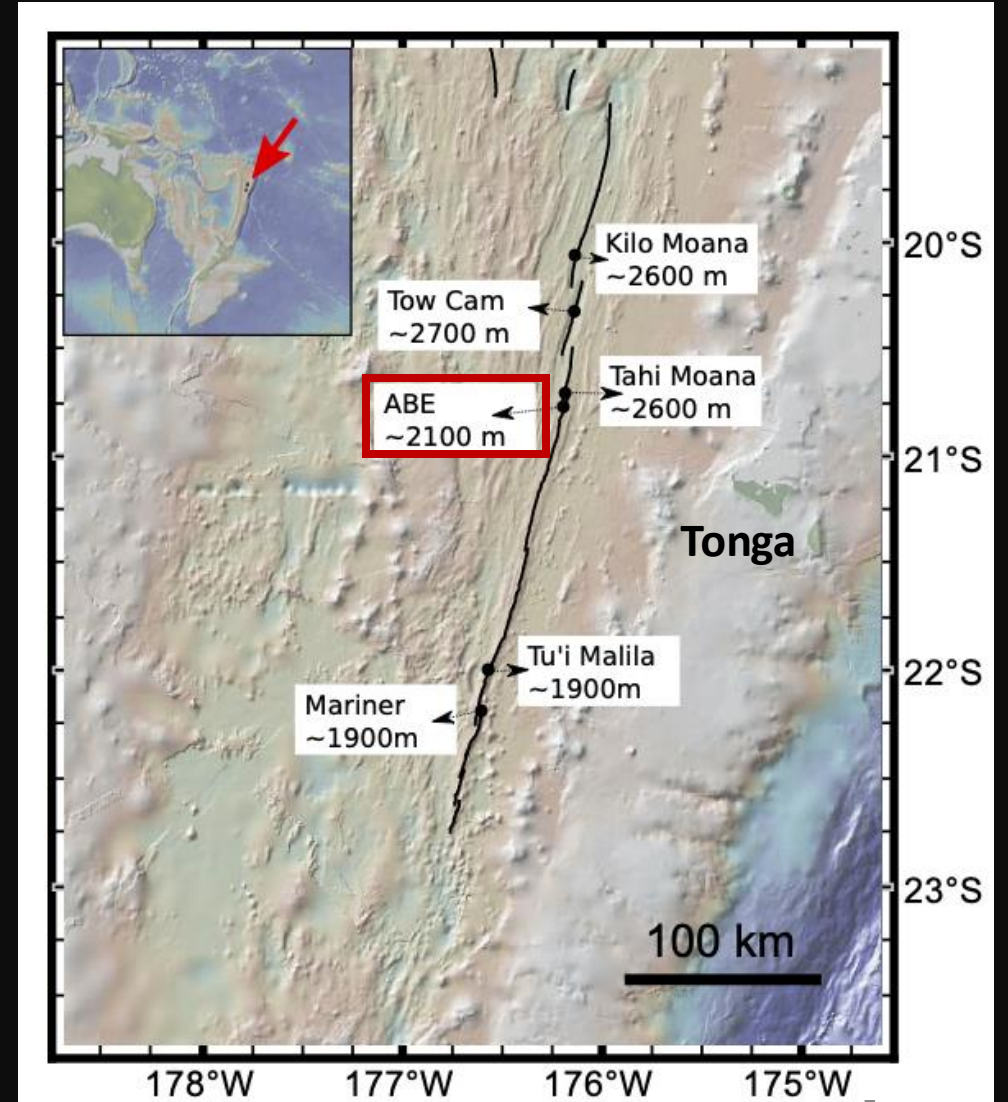 Kilo Moana
~2600 m
20°S
Tow Cam
~2700 m
Tahi Moana
~2600 m
ABE
~2100 m
21°S
Tonga
Tu'i Malila
~1900m
22°S
Mariner
~1900m
23°S
100 km
178°W 177°W 176°W 175°W